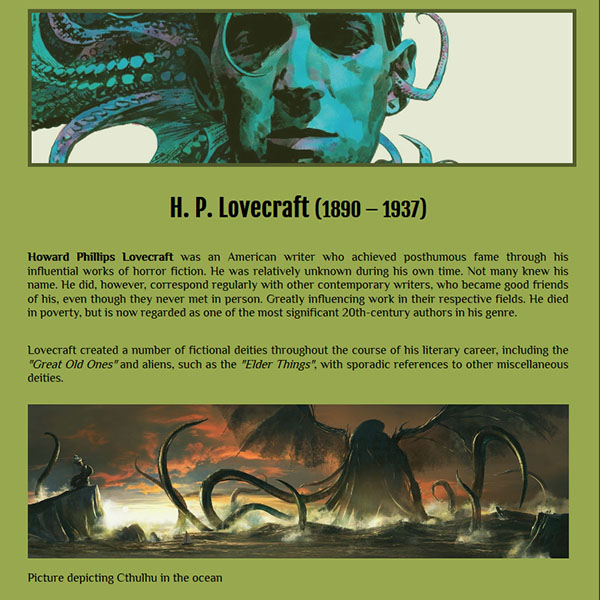 H. P. Lovecraft (1890 – 1937)
Howard Phillips Lovecraft was an American writer who achieved posthumous fame through his
influential works of horror fiction. He was relatively unknown during his own time. Not many knew his
name. He did, however, correspond regularly with other contemporary writers, who became good friends
of his, even though they never met in person. Greatly influencing work in their respective fields. He died
in poverty, but is now regarded as one of the most significant 20th-century authors in his genre.
Lovecraft created a number of fictional deities throughout the course of his literary career, including the
"Great Old Ones" and aliens, such as the "Elder Things", with sporadic references to other miscellaneous
deities.
Picture depicting Cthulhu in the ocean